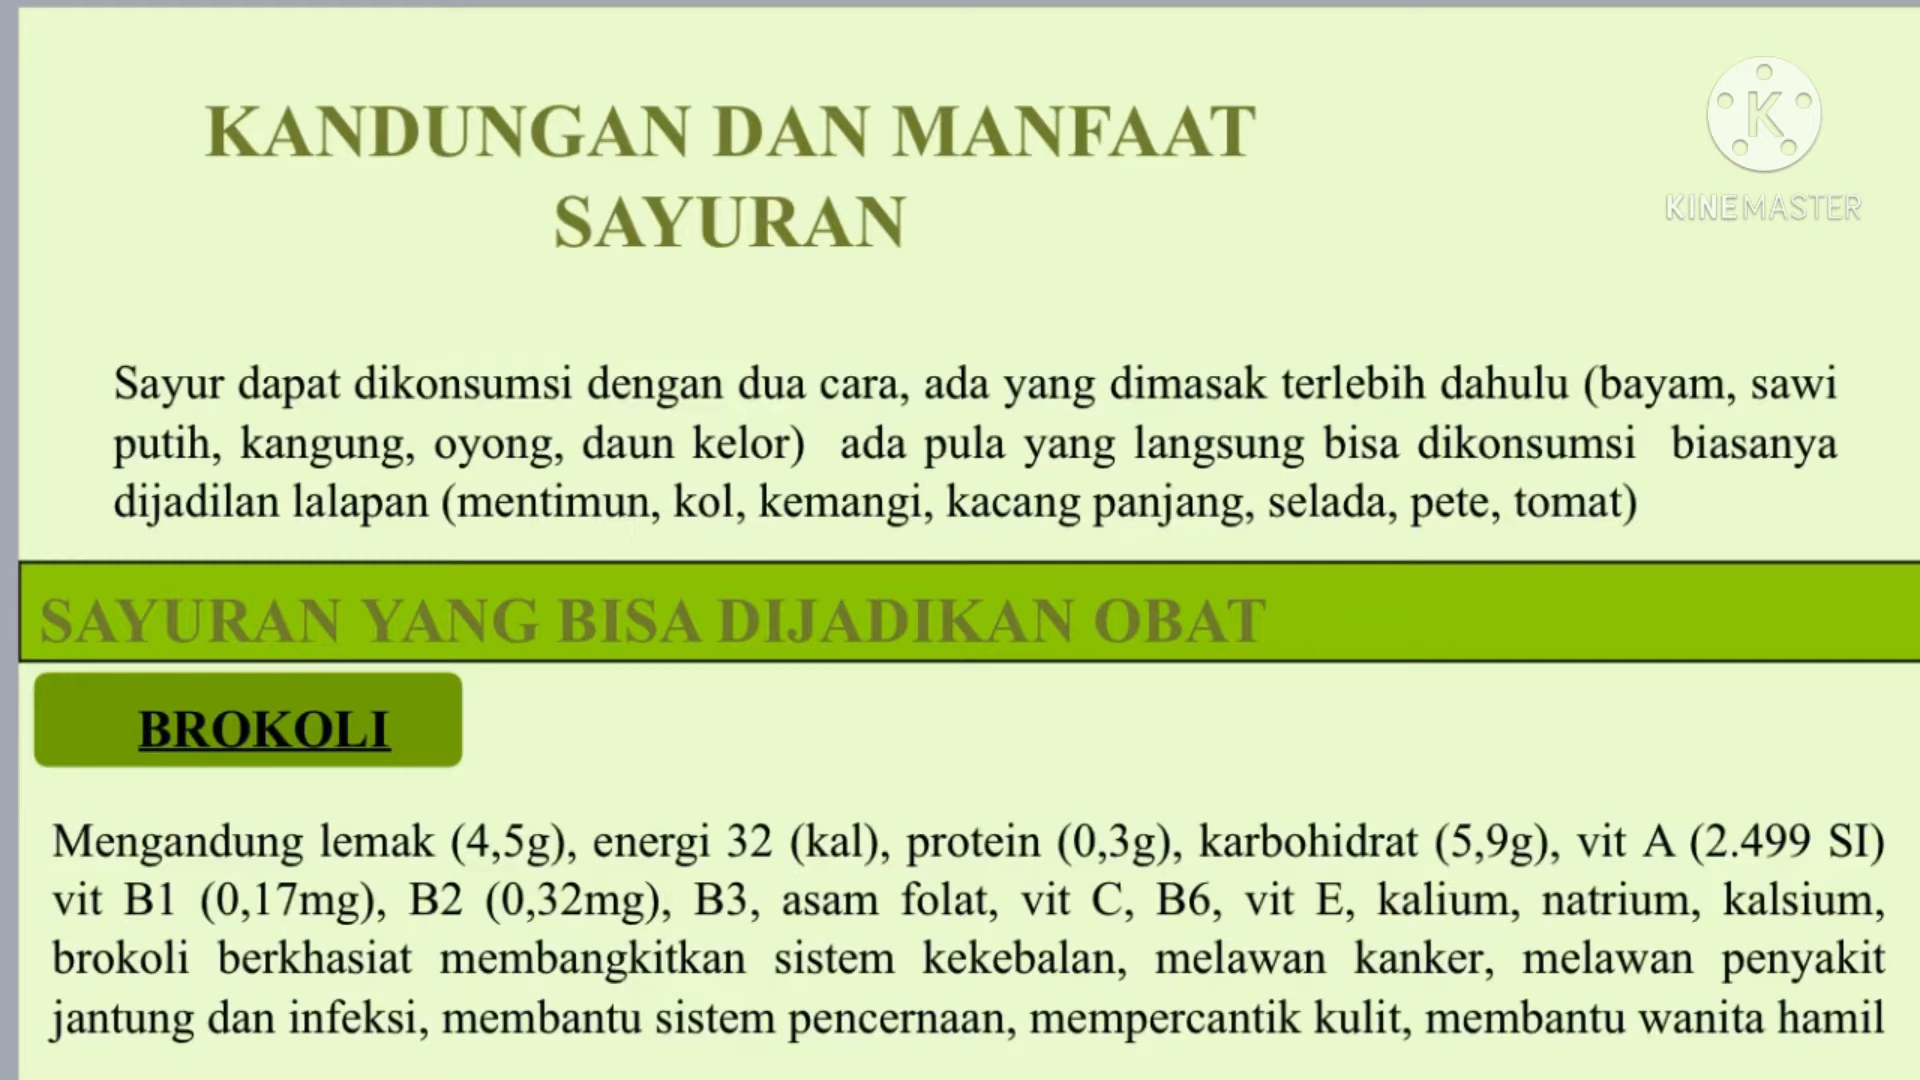 KANDUNGAN DAN MANFAAT
SAYURAN
K
KINEMASTER
Sayur dapat dikonsumsi dengan dua cara, ada yang dimasak terlebih dahulu (bayam, sawi
putih, kangung, oyong, daun kelor) ada pula yang langsung bisa dikonsumsi biasanya
dijadilan lalapan (mentimun, kol, kemangi, kacang panjang, selada, pete, tomat)
SAYURAN YANG BISA DIJADIKAN OBAT
BROKOLI
Mengandung lemak (4,5g), energi 32 (kal), protein (0,3g), karbohidrat (5,9g), vit A (2.499 SI)
vit B1 (0,17mg), B2 (0,32mg), B3, asam folat, vit C, B6, vit E, kalium, natrium, kalsium,
brokoli berkhasiat membangkitkan sistem kekebalan, melawan kanker, melawan penyakit
jantung dan infeksi, membantu sistem pencernaan, mempercantik kulit, membantu wanita hamil